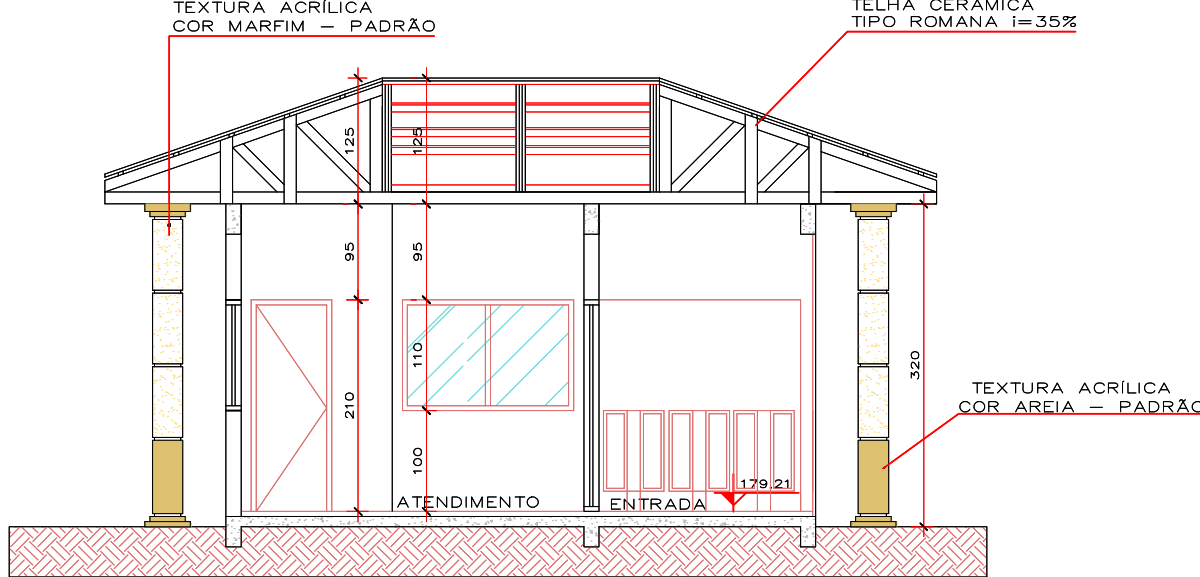 TEXTURA ACRÍLICA
COR MARFIM – PADRÃO
TELHA CERÂMICA
TIPO ROMANA i=35%
125
125
95
95
110
210
100
320
TEXTURA ACRÍLICA
COR AREIA – PADRÃO
179.21
ATENDIMENTO
ENTRADA